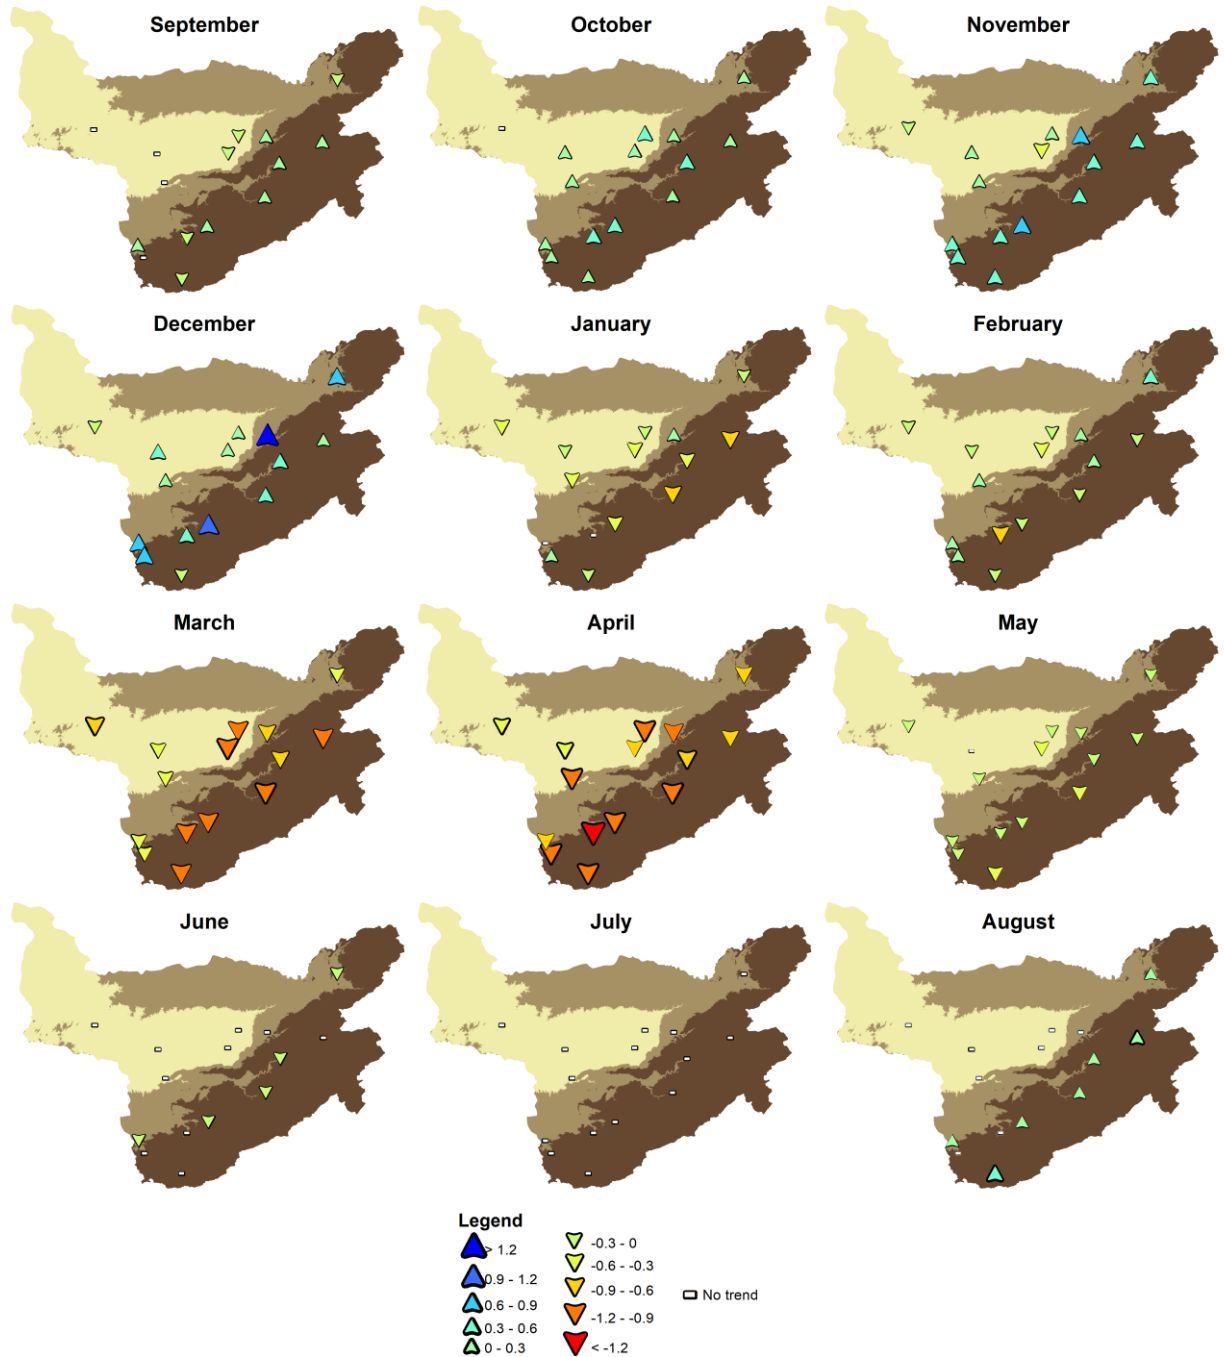 September
October
November
December
January
February
March
April
May
June
July
August
Legend
> 1.2
0.9 - 1.2
0.6 - 0.9
0.3 - 0.6
0 - 0.3
-0.3 - 0
-0.6 - -0.3
-0.9 - -0.6
-1.2 - -0.9
< -1.2
No trend